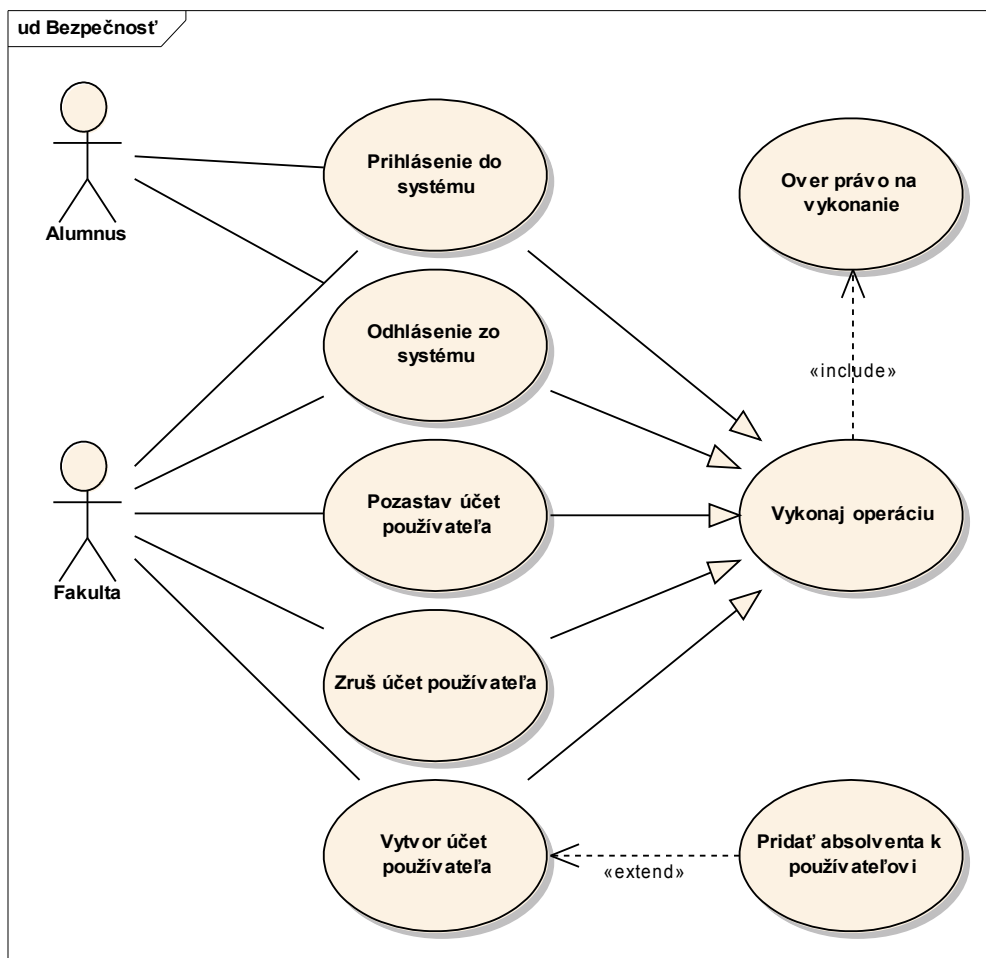 ud Bezpečnosť
Alumnus
Prihlásenie do
systému
Over právo na
vykonanie
Odhlásenie zo
systému
«include»
Fakulta
Pozastav účet
používateľa
Vykonaj operáciu
Zruš účet používateľa
Vytvor účet
používateľa
«extend»
Pridať absolventa k
používateľovi